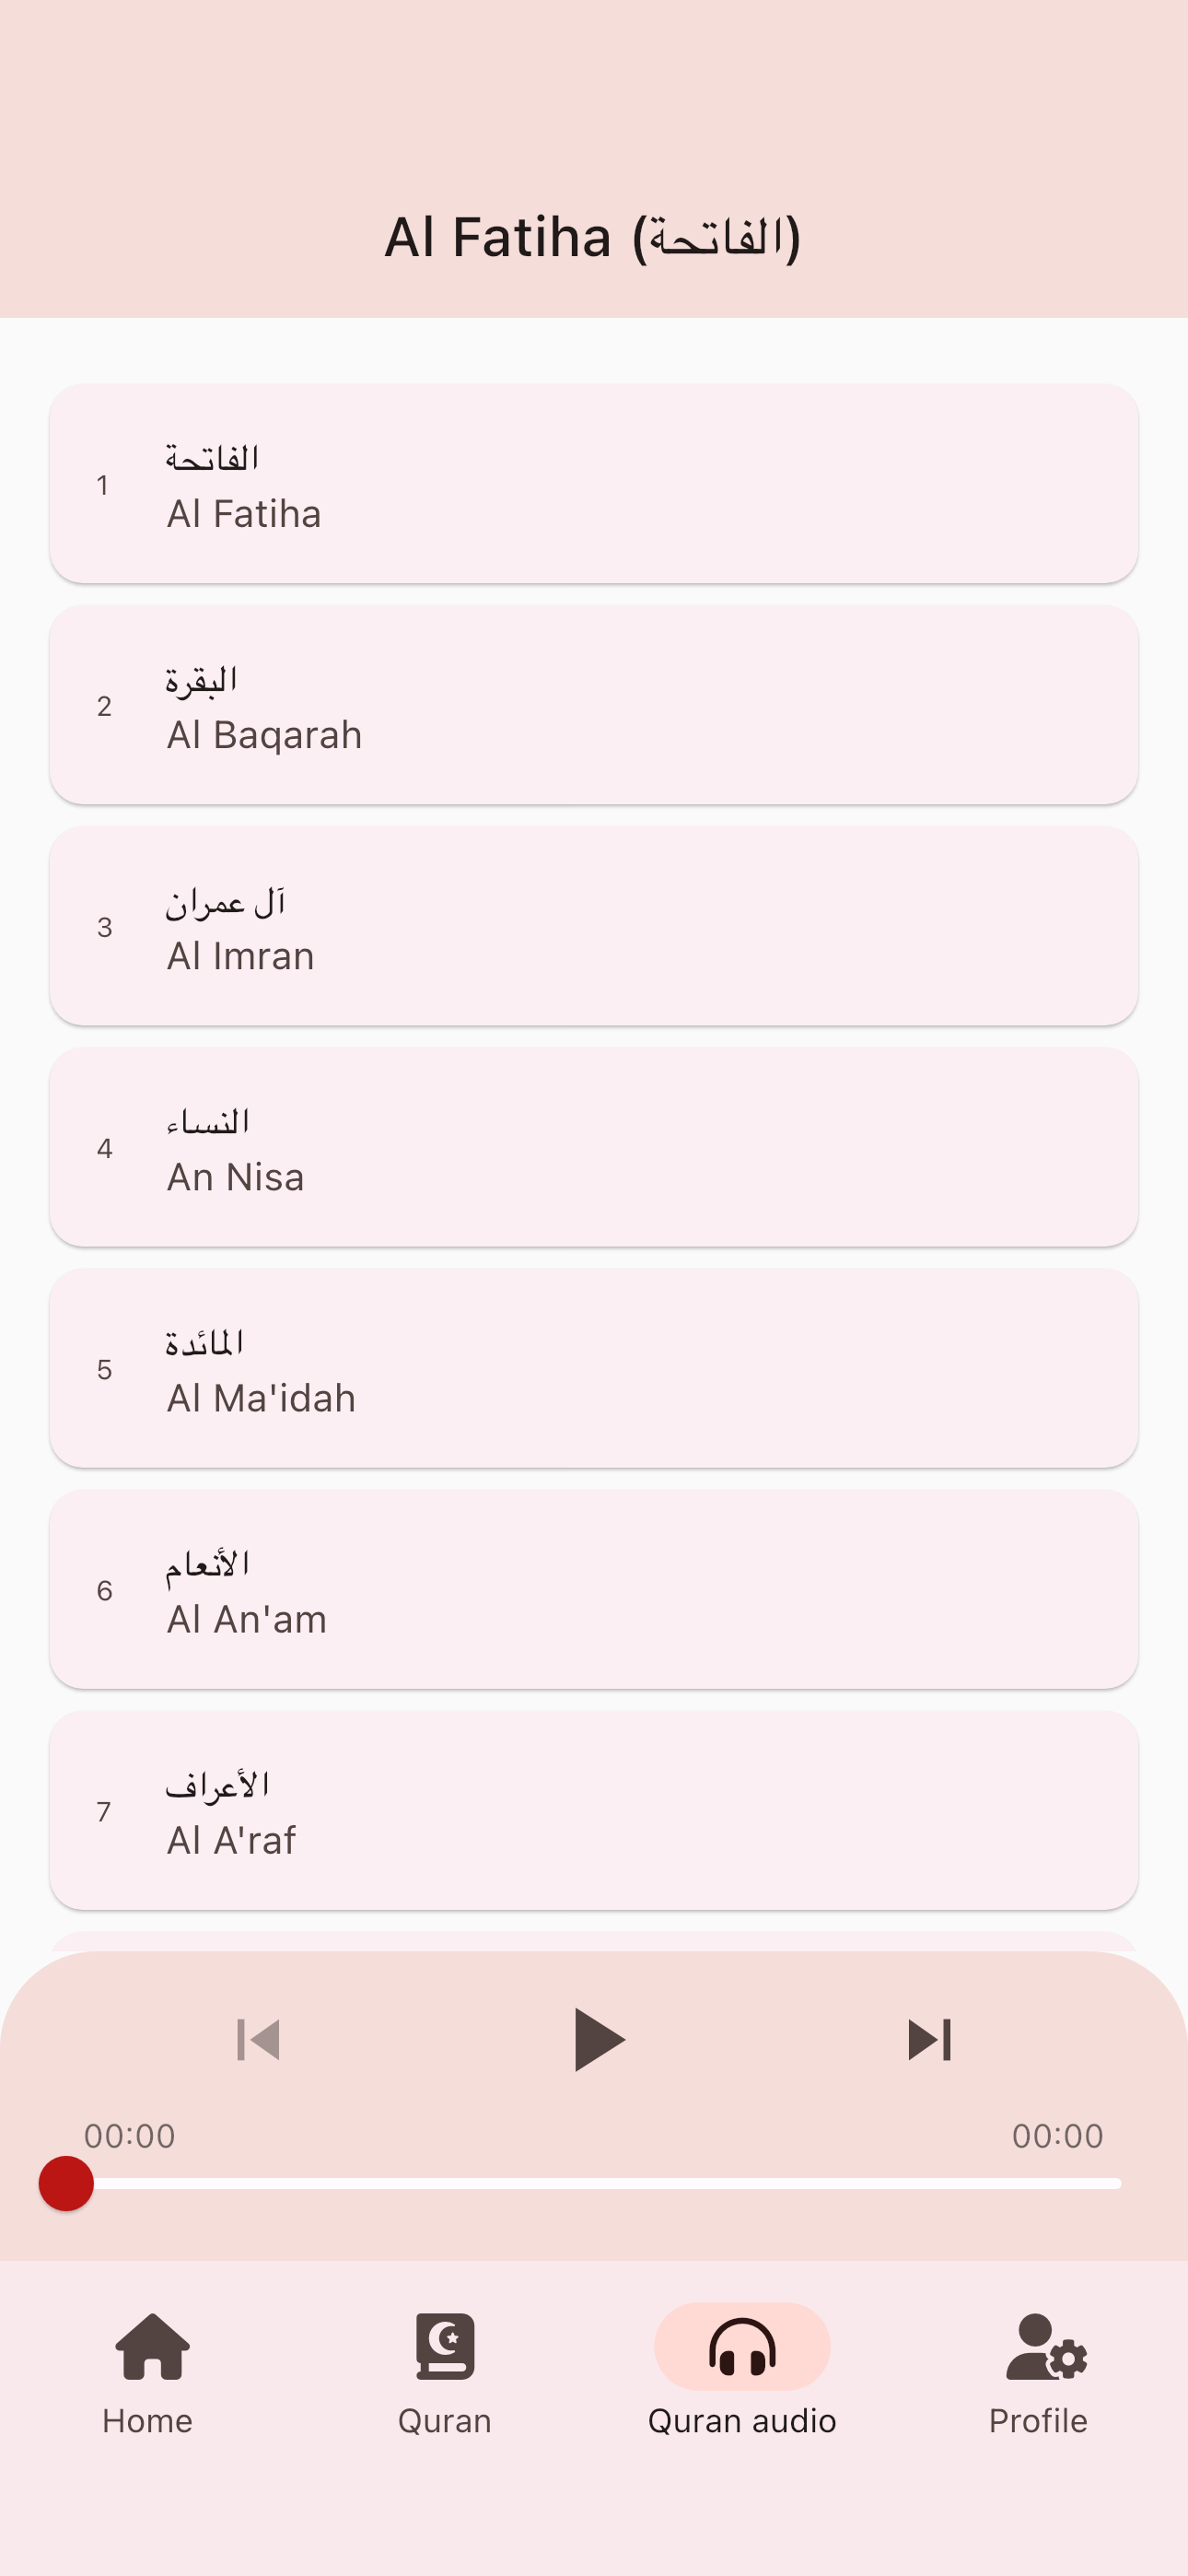 Al Fatiha (الفاتحة)
1
الفاتحة
Al Fatiha
2
البقرة
Al Baqarah
3
آل عمران
Al Imran
4
النساء
An Nisa
5
المائدة
Al Ma'idah
6
الأنعام
Al An'am
7
الأعراف
Al A'raf
00:00 00:00
Home Quran Quran audio Profile